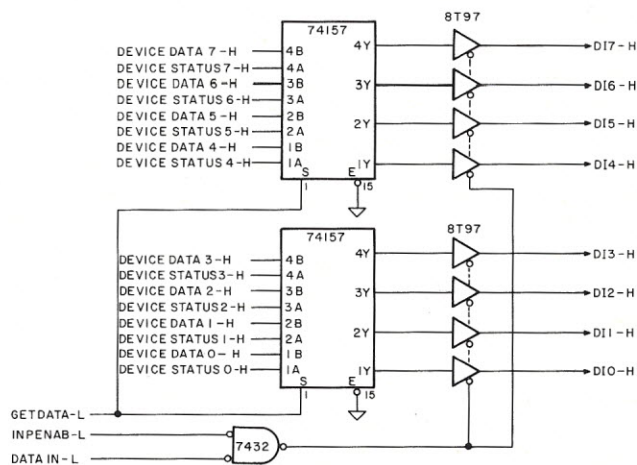 74157
8T97
DEVICE DATA 7-H
4B
4Y
DI7-H
DEVICE STATUS 7-H
4A
DEVICE DATA 6-H
3B
3Y
DI6-H
DEVICE STATUS 6-H
3A
DEVICE DATA 5-H
2B
2Y
DI5-H
DEVICE STATUS 5-H
2A
DEVICE DATA 4-H
1B
DEVICE STATUS 4-H
1A
1Y
DI4-H
S
E
1
15
74157
8T97
DEVICE DATA 3-H
4B
4Y
DI3-H
DEVICE STATUS 3-H
4A
DEVICE DATA 2-H
3B
3Y
DI2-H
DEVICE STATUS 2-H
3A
DEVICE DATA 1-H
2B
2Y
DI1-H
DEVICE STATUS 1-H
2A
DEVICE DATA 0-H
1B
DEVICE STATUS 0-H
1A
1Y
DI0-H
S
E
1
15
GETDATA-L
INPENAB-L
7432
DATA IN-L